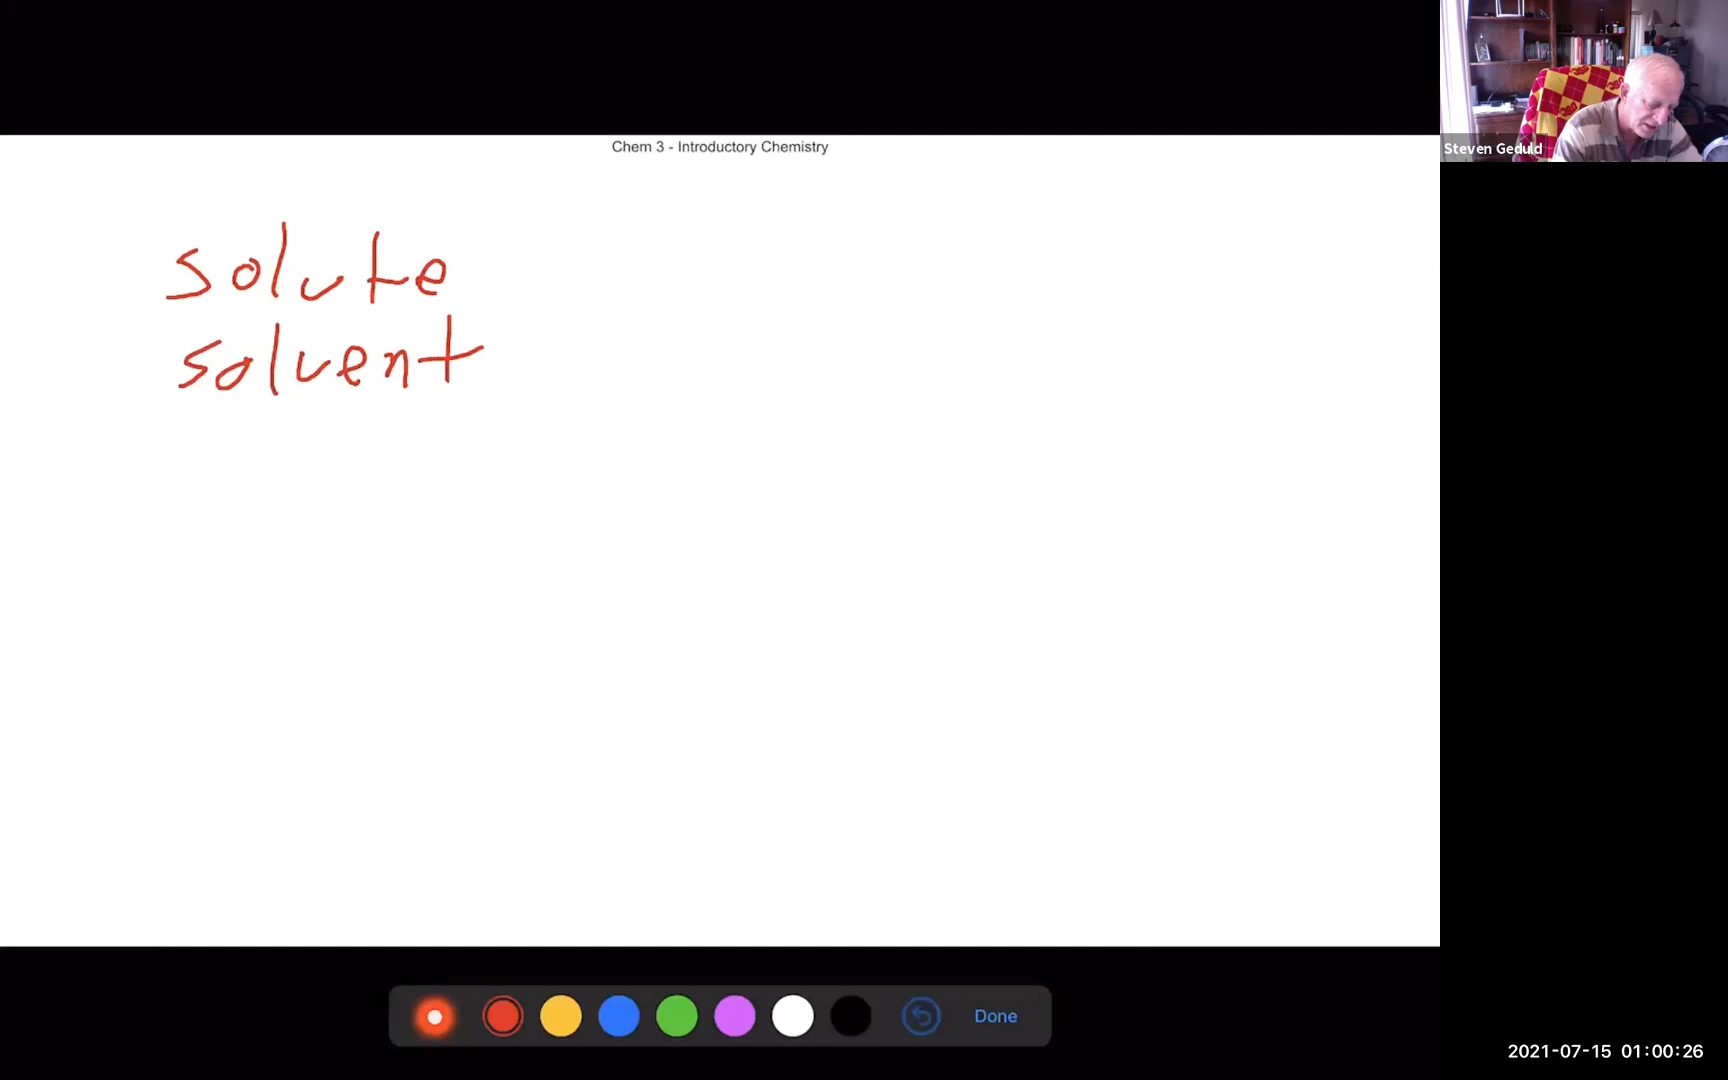 Chem 3 - Introductory Chemistry
Steven Geduld
solute
solvent
Done
2021-07-15 01:00:26